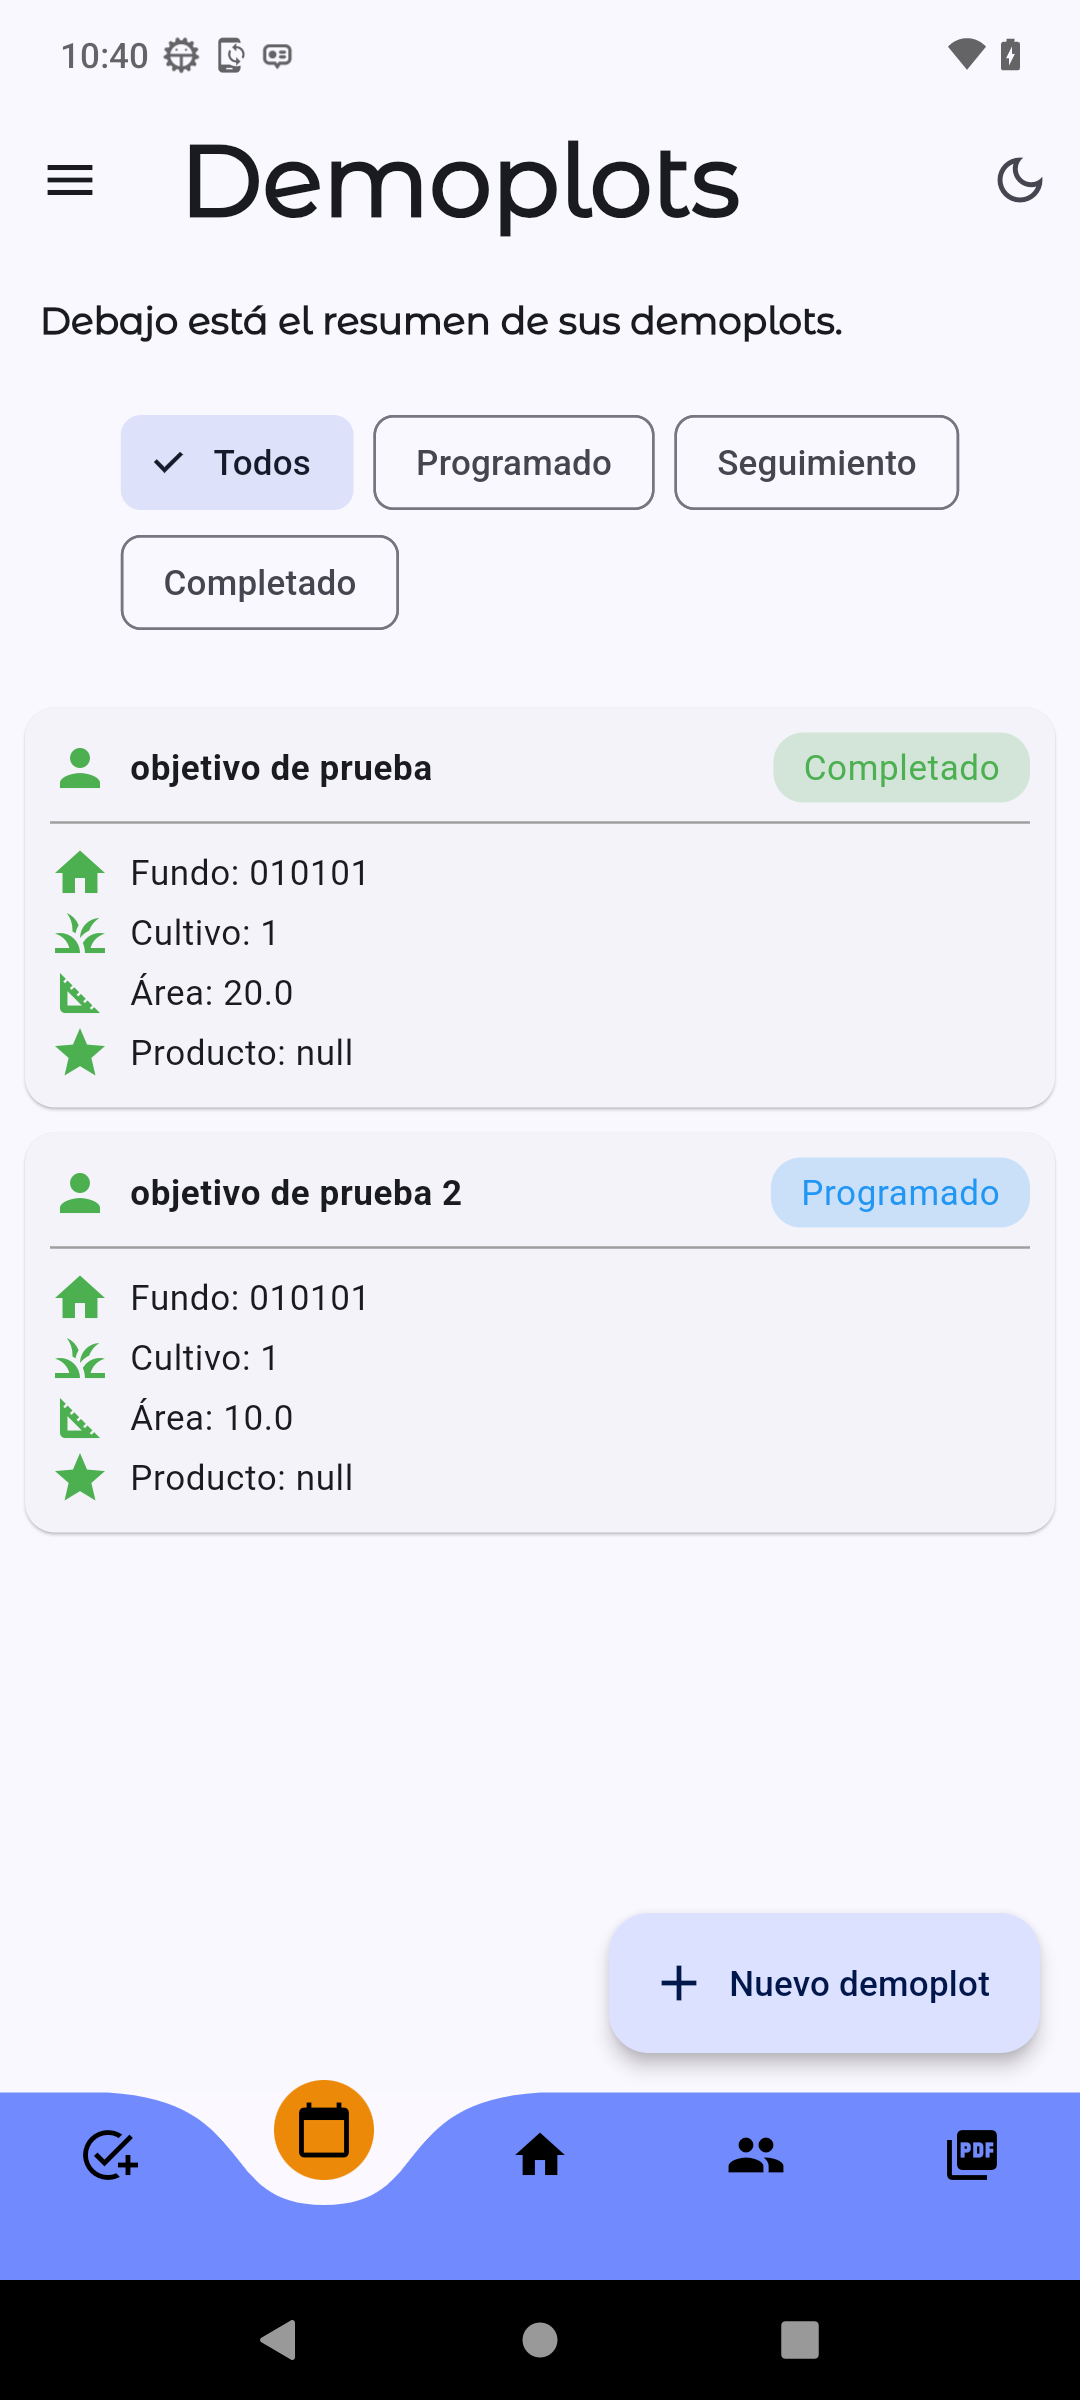 10:40
Demoplots
Debajo está el resumen de sus demoplots.
Todos Programado Seguimiento
Completado
objetivo de prueba Completado
Fundo: 010101
Cultivo: 1
Área: 20.0
Producto: null
objetivo de prueba 2 Programado
Fundo: 010101
Cultivo: 1
Área: 10.0
Producto: null
Nuevo demoplot
PDF